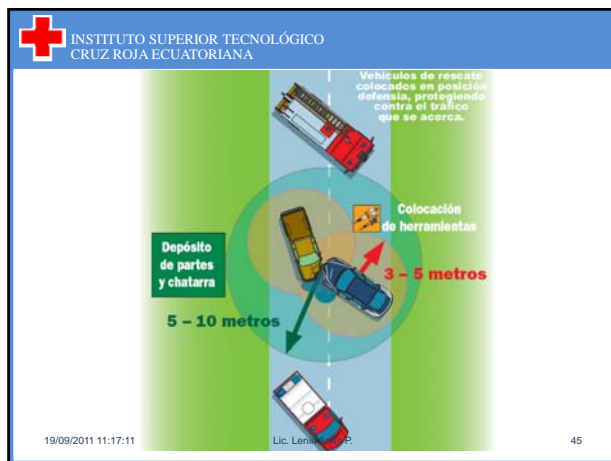 INSTITUTO SUPERIOR TECNOLÓGICO
CRUZ ROJA ECUATORIANA
Vehículos de rescate
colocados en posición
defensia, protegiendo
contra el tráfico
que se acerca.
Colocación
de herramientas
Depósito
de partes
y chatarra
3 – 5 metros
5 – 10 metros
19/09/2011 11:17:11
Lic. P.
45